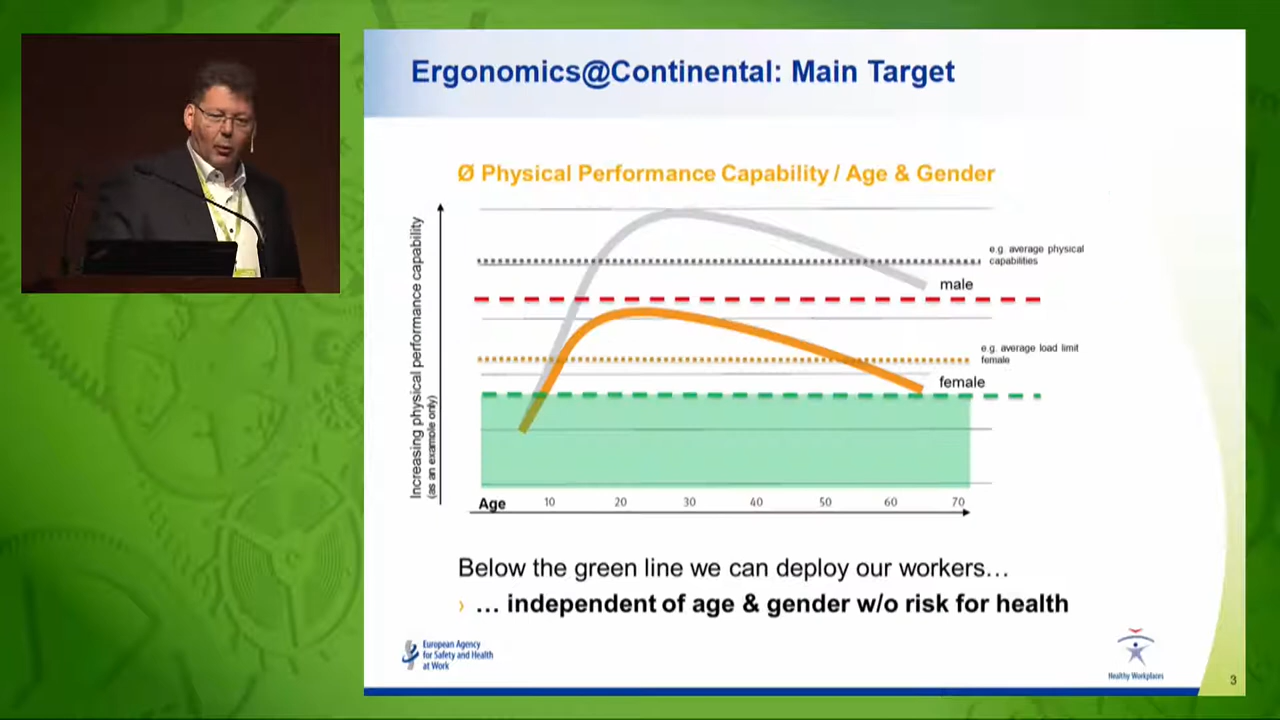 Ergonomics@Continental: Main Target
Ø Physical Performance Capability / Age & Gender
Increasing physical performance capability
(as an example only)
e.g. average physical
capabilities
male
e.g. average load limit
female
female
Age 10 20 30 40 50 60 70
Below the green line we can deploy our workers…
› … independent of age & gender w/o risk for health
European Agency
for Safety and Health
at Work
Healthy Workplaces
3